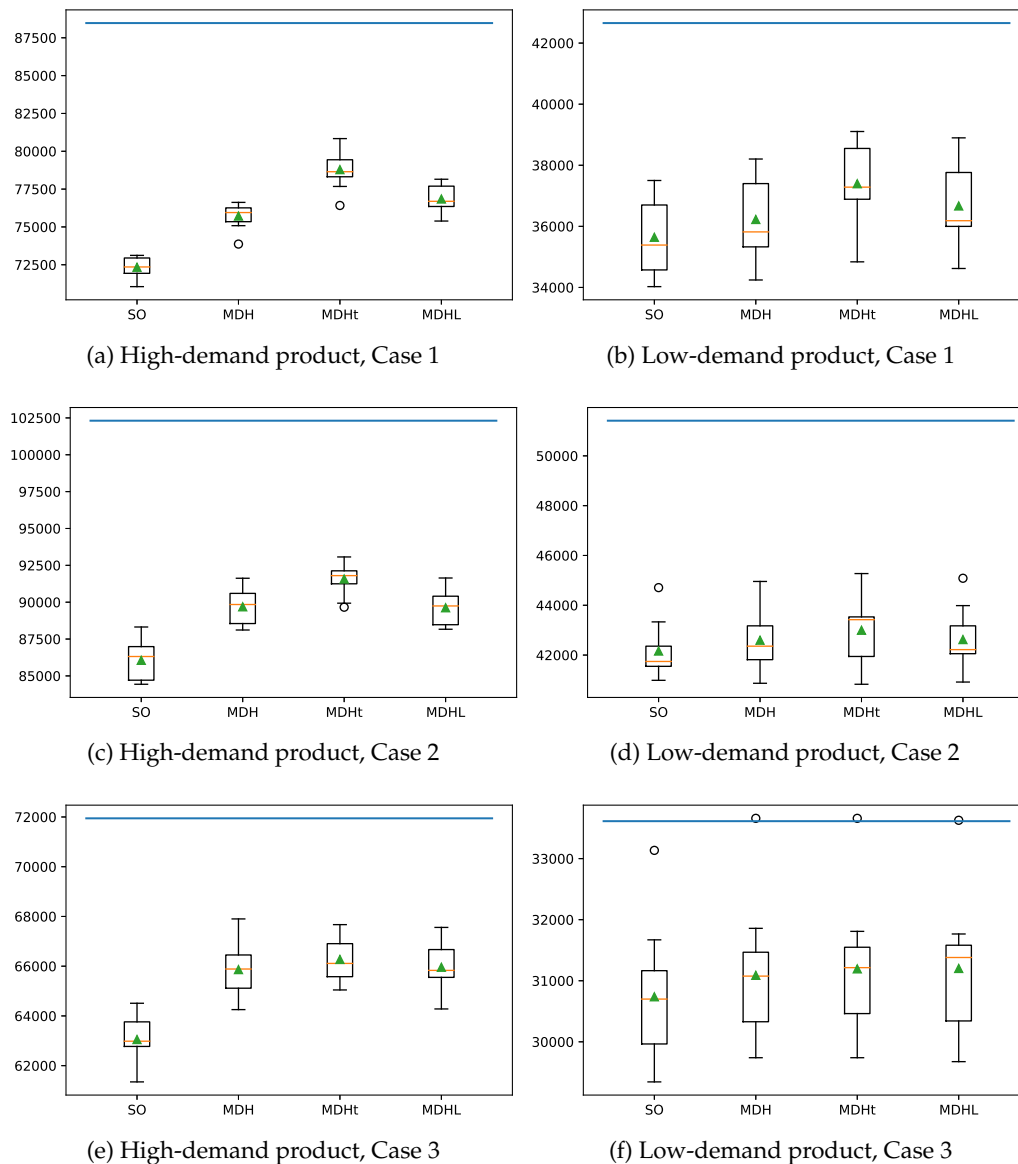 87500
85000
82500
80000
77500
75000
72500
SO MDH MDHt MDHL
(a) High-demand product, Case 1
42000
40000
38000
36000
34000
SO MDH MDHt MDHL
(b) Low-demand product, Case 1
102500
100000
97500
95000
92500
90000
87500
85000
SO MDH MDHt MDHL
(c) High-demand product, Case 2
50000
48000
46000
44000
42000
SO MDH MDHt MDHL
(d) Low-demand product, Case 2
72000
70000
68000
66000
64000
62000
SO MDH MDHt MDHL
(e) High-demand product, Case 3
33000
32000
31000
30000
SO MDH MDHt MDHL
(f) Low-demand product, Case 3